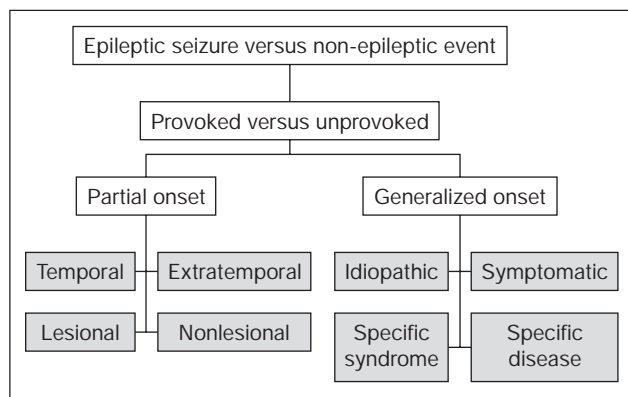 Epileptic seizure versus non-epileptic event
Provoked versus unprovoked
Partial onset
Generalized onset
Temporal
Extratemporal
Idiopathic
Symptomatic
Lesional
Nonlesional
Specific
syndrome
Specific
disease